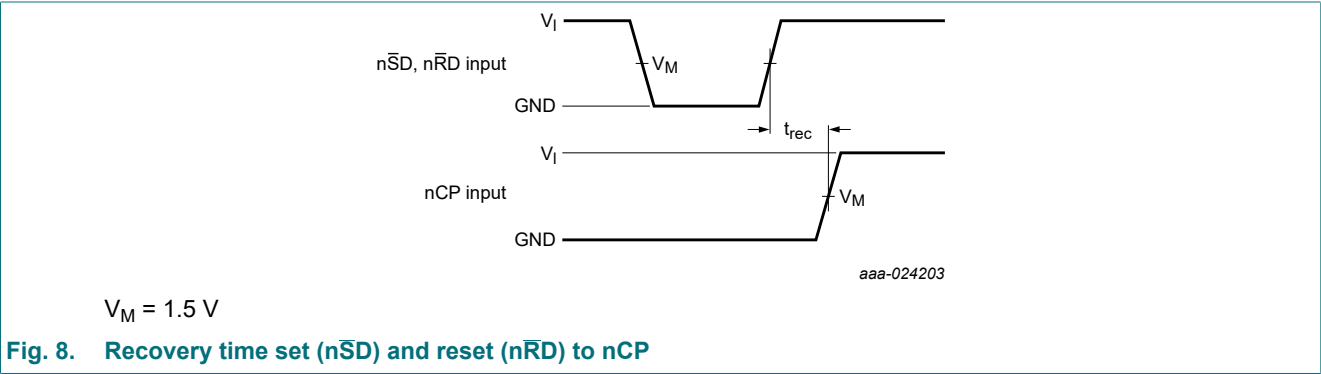 V_I
nS̅D, nR̅D input
V_M
GND
t_rec
V_I
nCP input
V_M
GND
aaa-024203
V_M = 1.5 V
Fig. 8. Recovery time set (nS̅D) and reset (nR̅D) to nCP